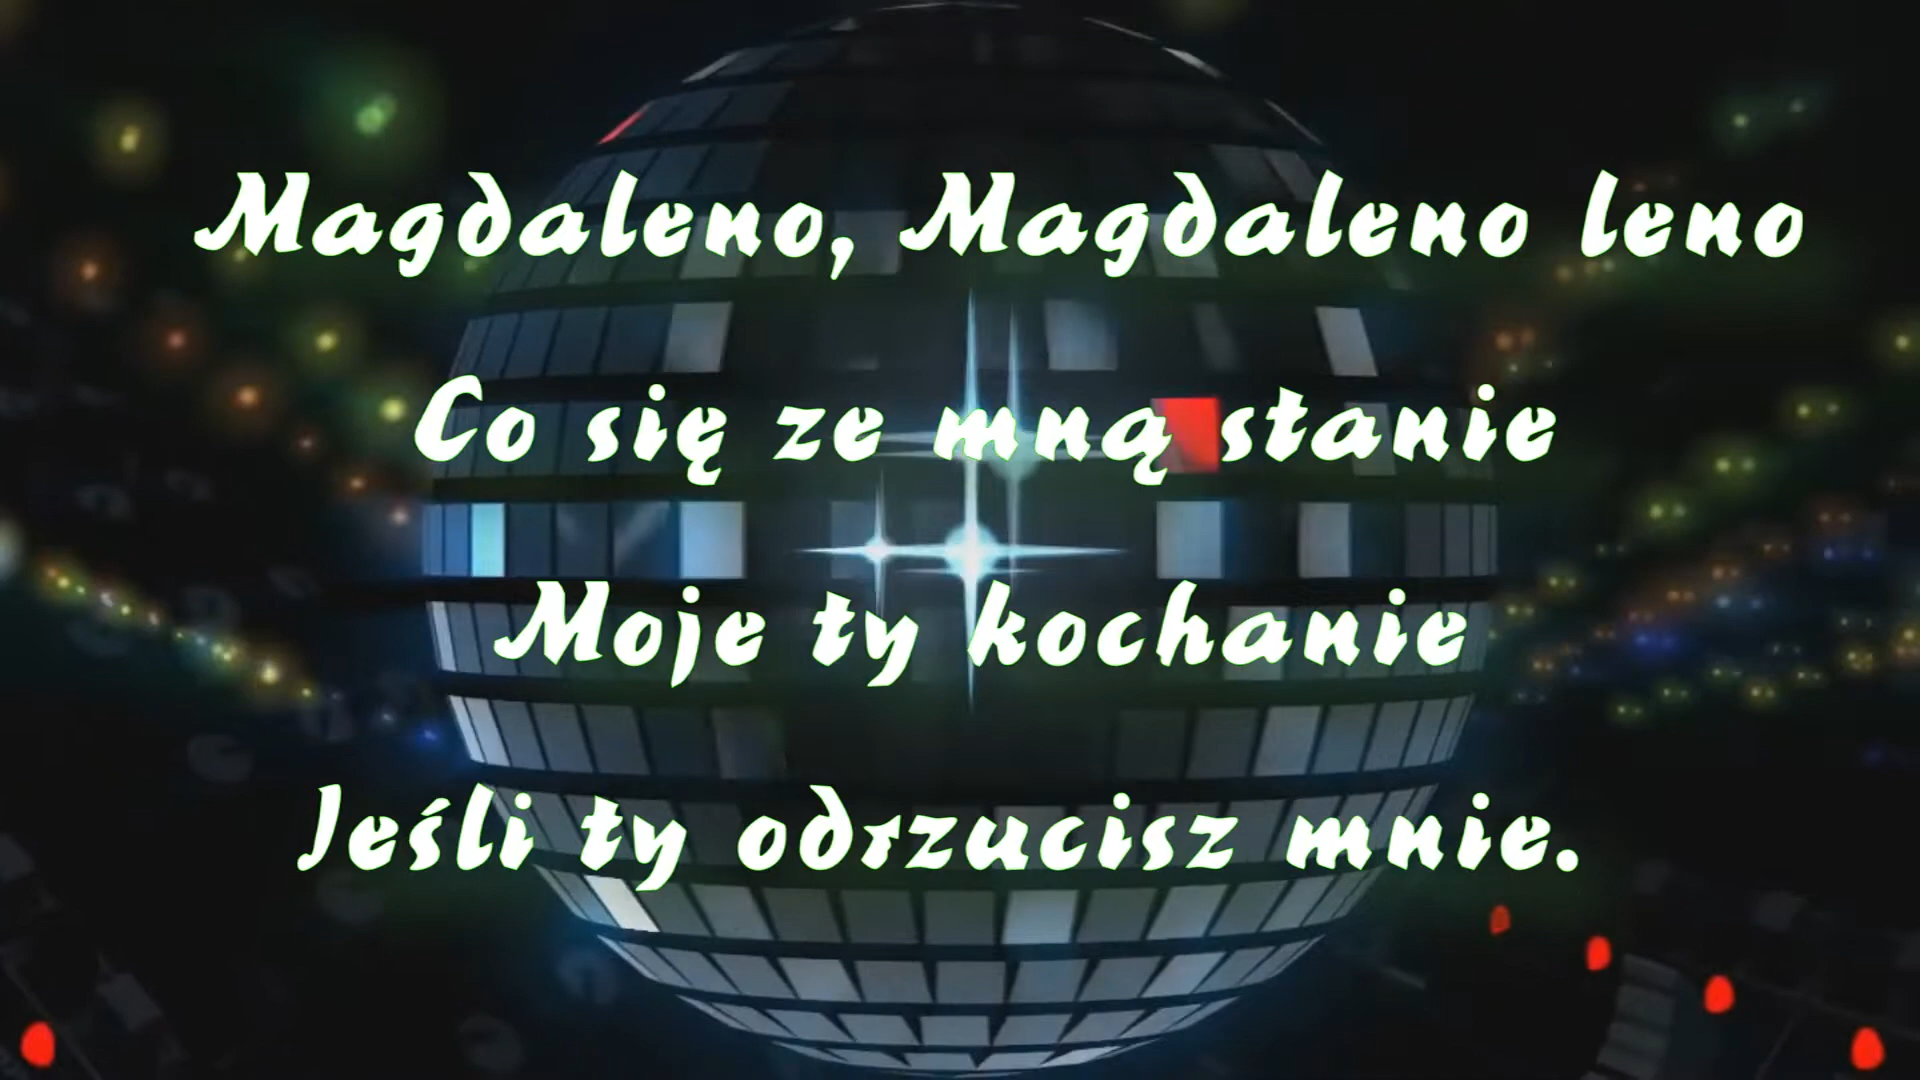 Magdaleno, Magdaleno leno
Co się ze mną stanie
Moje ty kochanie
Jeśli ty odrzucisz mnie.